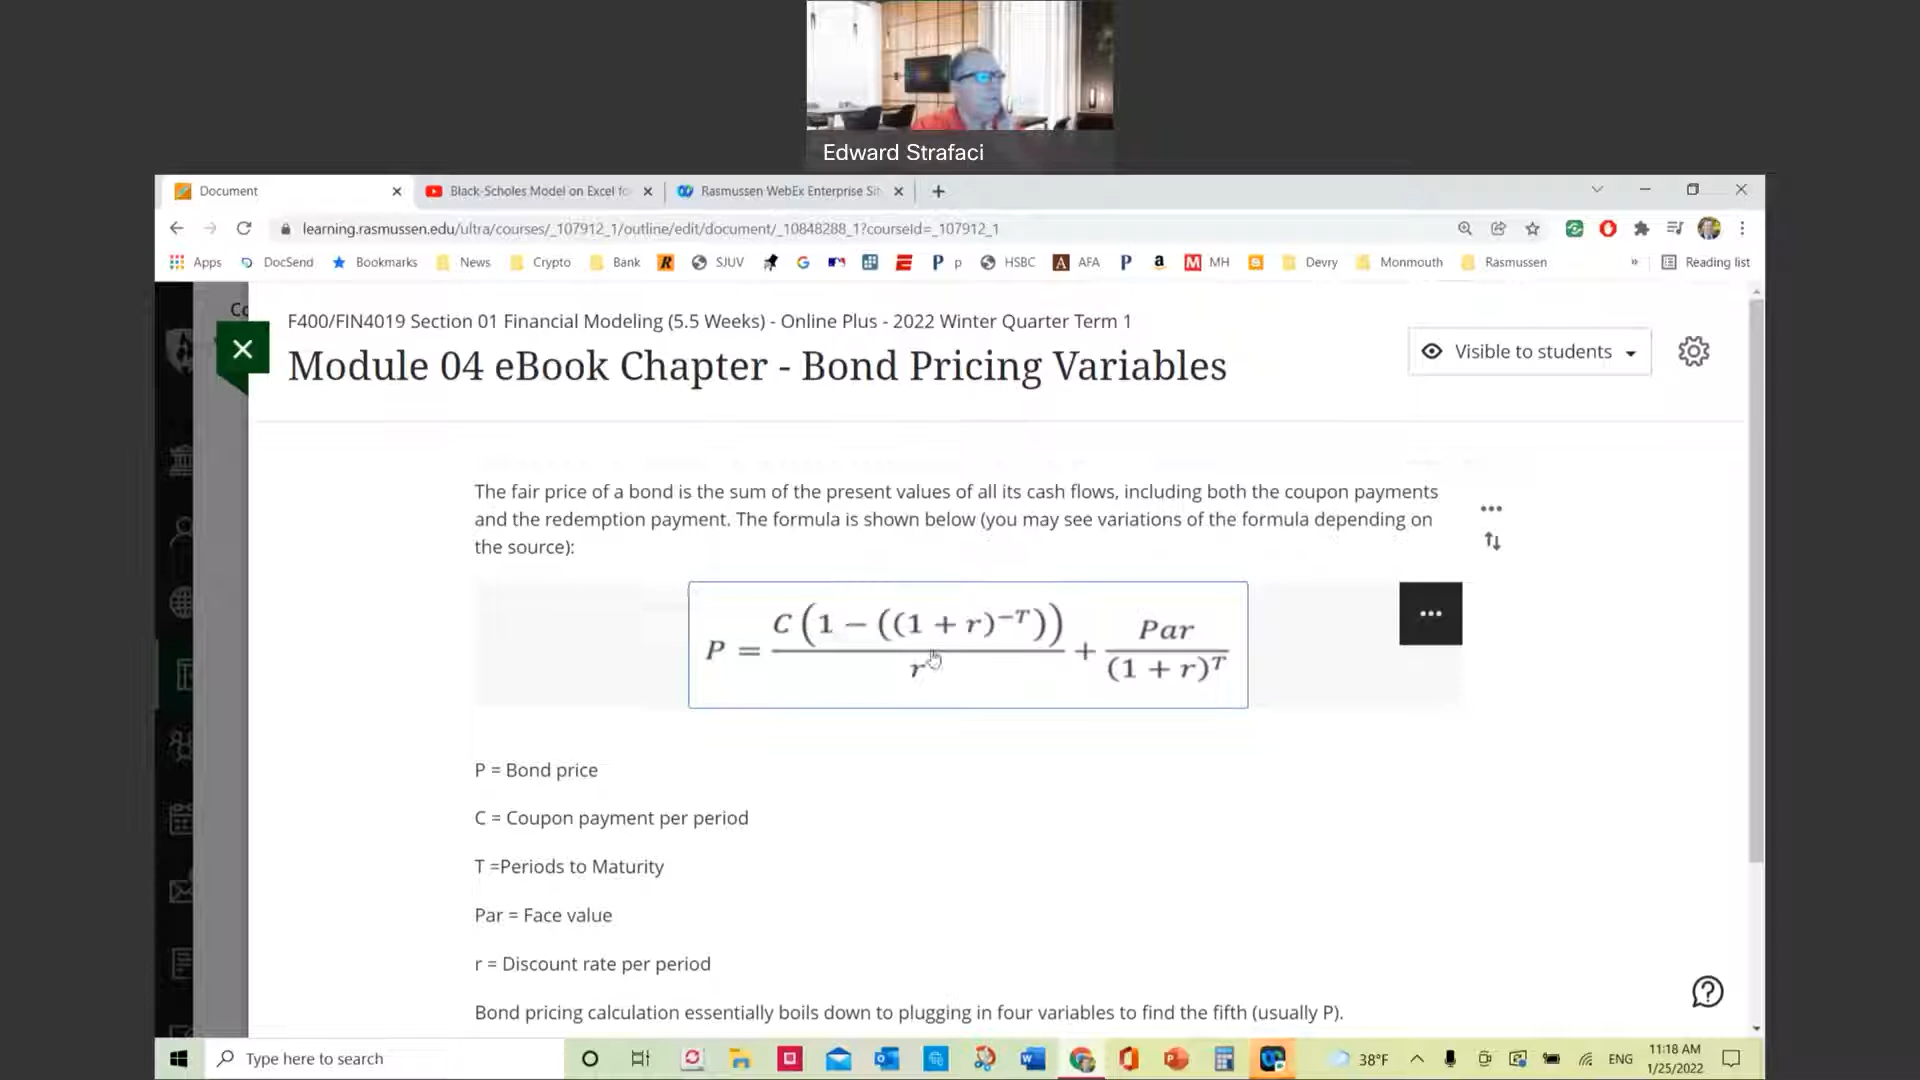 Edward Strafaci
Document
Black-Scholes Model on Excel fo
Rasmussen WebEx Enterprise Sit
learning.rasmussen.edu/ultra/courses/_107912_1/outline/edit/document/_10848288_1?courseId=_107912_1
Apps DocSend Bookmarks News Crypto Bank SJUV p HSBC AFA MH Devry Monmouth Rasmussen » Reading list
Co
F400/FIN4019 Section 01 Financial Modeling (5.5 Weeks) - Online Plus - 2022 Winter Quarter Term 1
Module 04 eBook Chapter - Bond Pricing Variables
Visible to students
The fair price of a bond is the sum of the present values of all its cash flows, including both the coupon payments
and the redemption payment. The formula is shown below (you may see variations of the formula depending on
the source):
P = C(1 − ((1 + r)^−T)) / r + Par / (1 + r)^T
P = Bond price
C = Coupon payment per period
T =Periods to Maturity
Par = Face value
r = Discount rate per period
Bond pricing calculation essentially boils down to plugging in four variables to find the fifth (usually P).
Type here to search
38°F
ENG
11:18 AM
1/25/2022